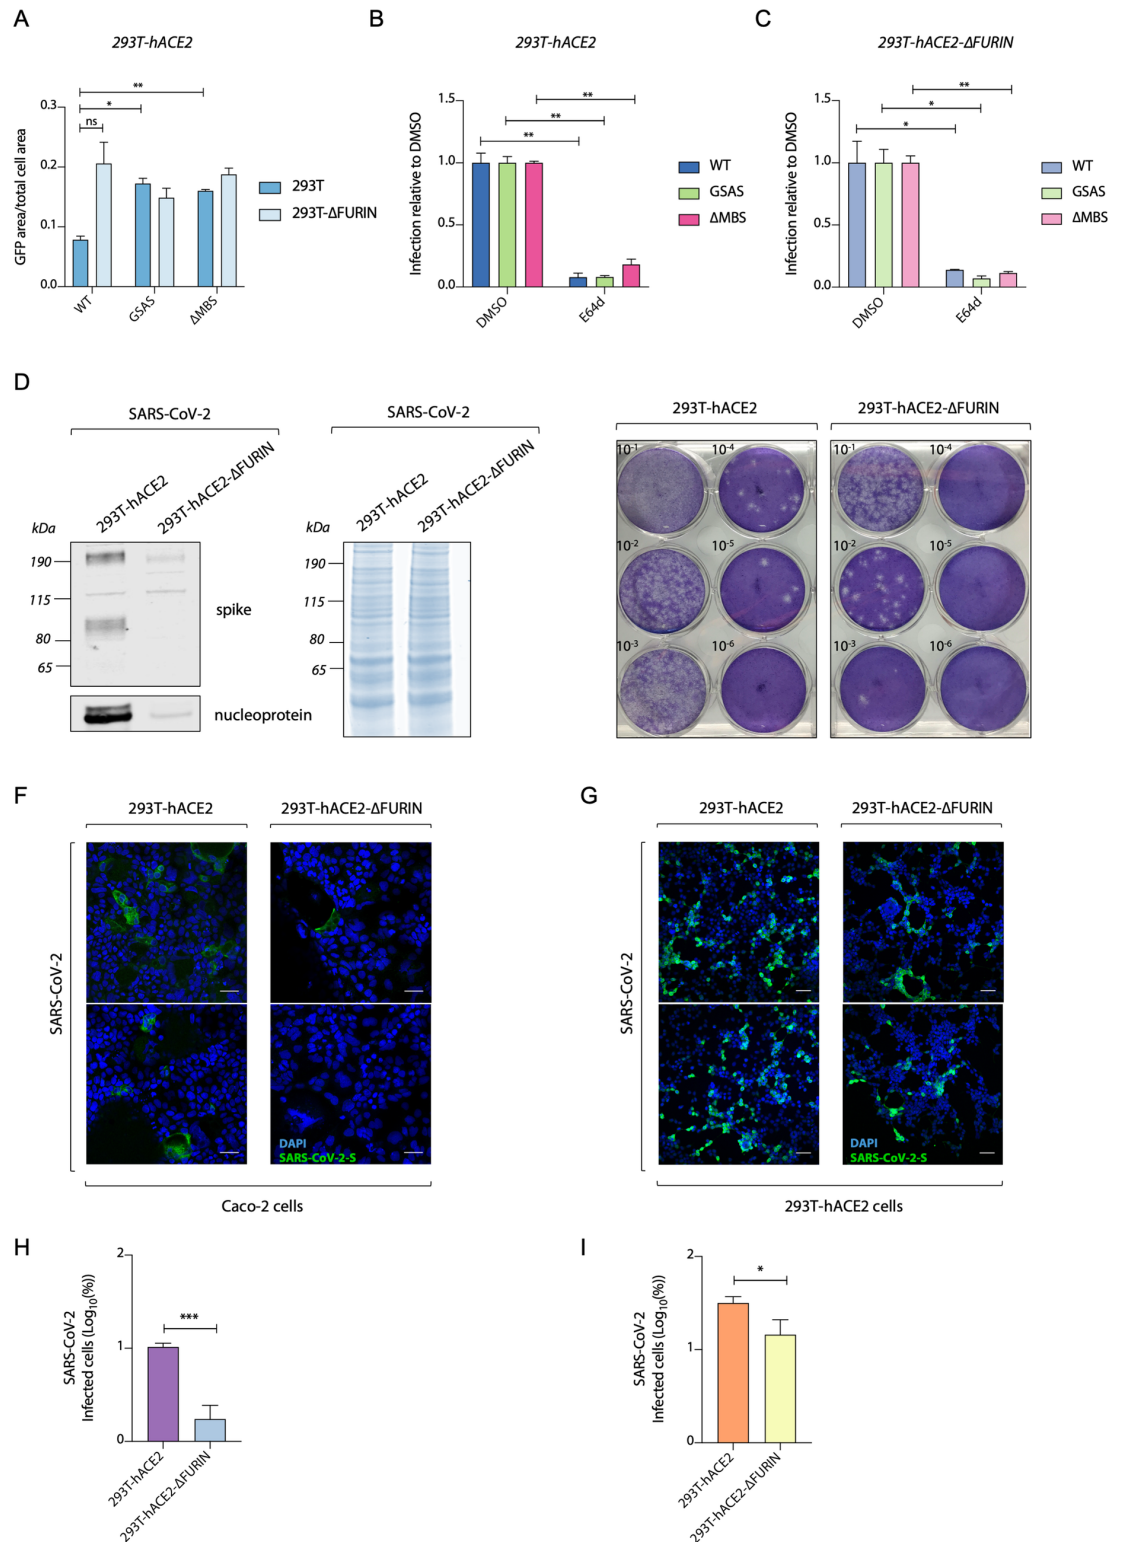 A
293T-hACE2
GFP area/total cell area
0.3
0.2
0.1
0.0
ns
*
**
WT
GSAS
ΔMBS
293T
293T-ΔFURIN
B
293T-hACE2
Infection relative to DMSO
1.5
1.0
0.5
0.0
**
**
**
DMSO
E64d
WT
GSAS
ΔMBS
C
293T-hACE2-ΔFURIN
Infection relative to DMSO
1.5
1.0
0.5
0.0
**
*
*
DMSO
E64d
WT
GSAS
ΔMBS
D
SARS-CoV-2
293T-hACE2
293T-hACE2-ΔFURIN
kDa
190
115
80
65
spike
nucleoprotein
SARS-CoV-2
293T-hACE2
293T-hACE2-ΔFURIN
kDa
190
115
80
65
293T-hACE2
293T-hACE2-ΔFURIN
10-1
10-4
10-1
10-4
10-2
10-5
10-2
10-5
10-3
10-6
10-3
10-6
F
293T-hACE2
293T-hACE2-ΔFURIN
SARS-CoV-2
DAPI
SARS-CoV-2-S
Caco-2 cells
G
293T-hACE2
293T-hACE2-ΔFURIN
SARS-CoV-2
DAPI
SARS-CoV-2-S
293T-hACE2 cells
H
SARS-CoV-2
Infected cells (Log10(%))
2
1
0
***
293T-hACE2
293T-hACE2-ΔFURIN
I
SARS-CoV-2
Infected cells (Log10(%))
2
1
0
*
293T-hACE2
293T-hACE2-ΔFURIN